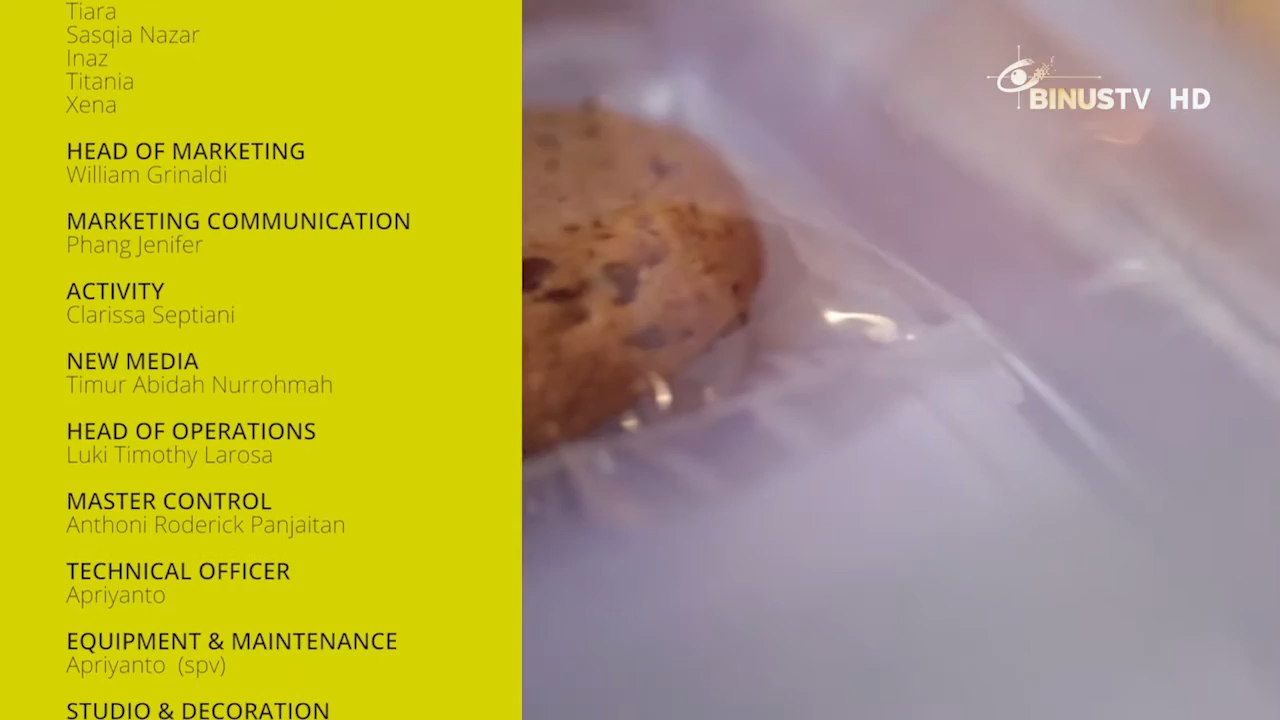 Tiara
Sasqia Nazar
Inaz
Titania
Xena
HEAD OF MARKETING
William Grinaldi
MARKETING COMMUNICATION
Phang Jenifer
ACTIVITY
Clarissa Septiani
NEW MEDIA
Timur Abidah Nurrohmah
HEAD OF OPERATIONS
Luki Timothy Larosa
MASTER CONTROL
Anthoni Roderick Panjaitan
TECHNICAL OFFICER
Apriyanto
EQUIPMENT & MAINTENANCE
Apriyanto (spv)
STUDIO & DECORATION
BINUSTV HD